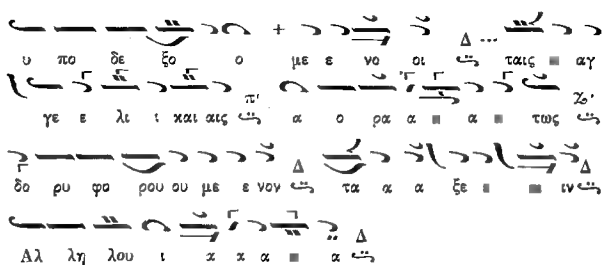 υ πο δε ξο ο + με ε νο οι Δ ... ταις αγ
γε ε λι ι και αις π' α ο ρα α α τως Ζ'
δο ρυ φο ρου ου με ε νον Δ τα α α ξε ιν Δ
Αλ λη λου ι α α α α Δ